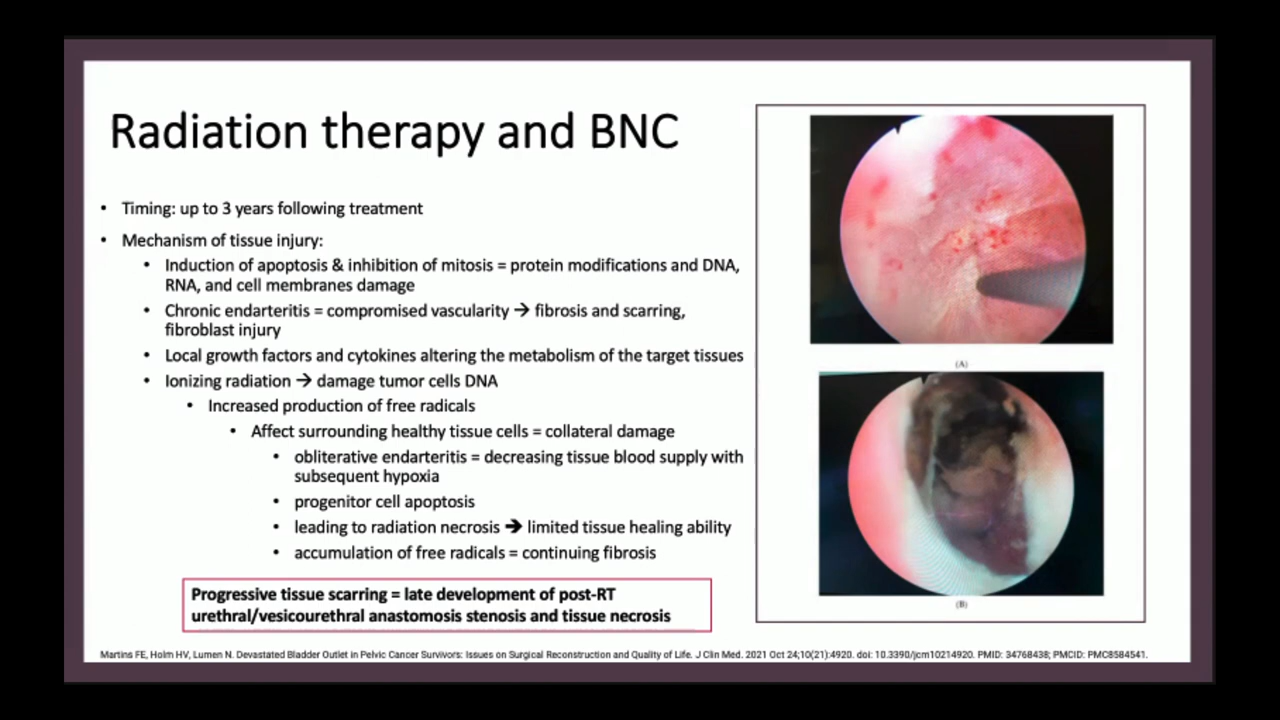 Radiation therapy and BNC
• Timing: up to 3 years following treatment
• Mechanism of tissue injury:
• Induction of apoptosis & inhibition of mitosis = protein modifications and DNA,
RNA, and cell membranes damage
• Chronic endarteritis = compromised vascularity → fibrosis and scarring,
fibroblast injury
• Local growth factors and cytokines altering the metabolism of the target tissues
• Ionizing radiation → damage tumor cells DNA
• Increased production of free radicals
• Affect surrounding healthy tissue cells = collateral damage
• obliterative endarteritis = decreasing tissue blood supply with
subsequent hypoxia
• progenitor cell apoptosis
• leading to radiation necrosis → limited tissue healing ability
• accumulation of free radicals = continuing fibrosis
Progressive tissue scarring = late development of post-RT
urethral/vesicourethral anastomosis stenosis and tissue necrosis
(A)
(B)
Martins FE, Holm HV, Lumen N. Devastated Bladder Outlet in Pelvic Cancer Survivors: Issues on Surgical Reconstruction and Quality of Life. J Clin Med. 2021 Oct 24;10(21):4920. doi: 10.3390/jcm10214920. PMID: 34768438; PMCID: PMC8584541.